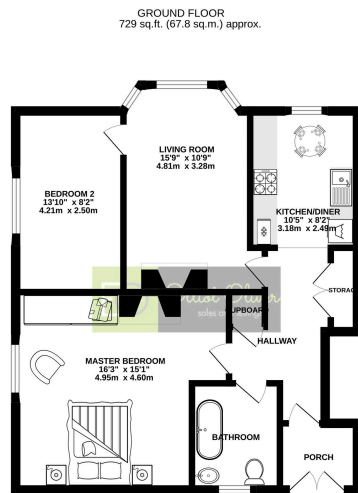 GROUND FLOOR
729 sq.ft. (67.8 sq.m.) approx.
LIVING ROOM
15'9" x 10'9"
4.81m x 3.28m
BEDROOM 2
13'10" x 8'2"
4.21m x 2.50m
KITCHEN/DINER
10'5" x 8'2"
3.18m x 2.49m
STORAG
UPBOARD
HALLWAY
MASTER BEDROOM
16'3" x 15'1"
4.95m x 4.60m
BATHROOM
PORCH